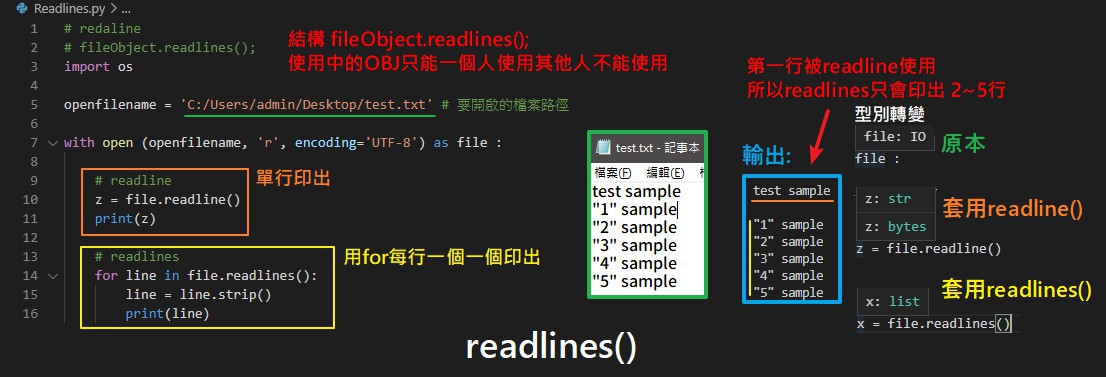 Readlines.py > ...
1 # redaline
2 # fileObject.readlines();
3 import os
4
5 openfilename = 'C:/Users/admin/Desktop/test.txt' # 要開啟的檔案路徑
6
7 with open (openfilename, 'r', encoding='UTF-8') as file :
8
9 # readline
10 z = file.readline()
11 print(z)
12
13 # readlines
14 for line in file.readlines():
15 line = line.strip()
16 print(line)
結構 fileObject.readlines();
使用中的OBJ只能一個人使用其他人不能使用
單行印出
用for每行一個一個印出
test.txt - 記事本
檔案(F) 編輯(E)
test sample
"1" sample
"2" sample
"3" sample
"4" sample
"5" sample
第一行被readline使用
所以readlines只會印出 2~5行
輸出:
test sample
"1" sample
"2" sample
"3" sample
"4" sample
"5" sample
型別轉變
file: IO
file :
原本
z: str
z: bytes
z = file.readline()
套用readline()
x: list
x = file.readlines()
套用readlines()
readlines()